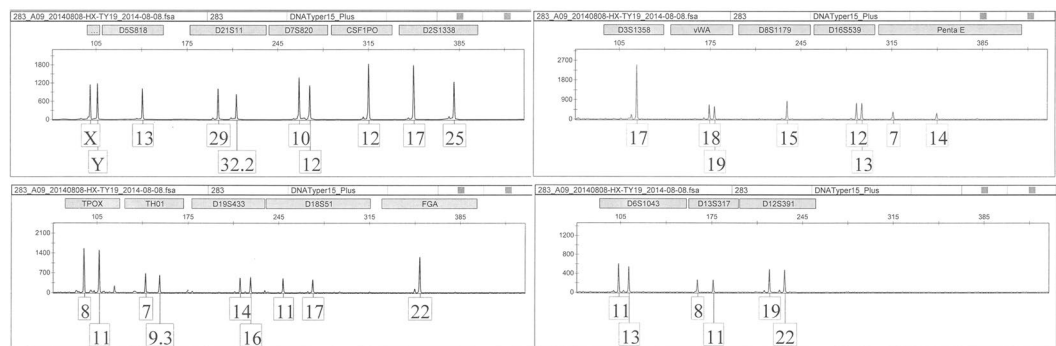 283_A09_20140808-HX-TY19_2014-08-08.fsa 283 DNATyper15_Plus
... D5S818 D21S11 D7S820 CSF1PO D2S1338
105 175 245 315 385
1800
1200
600
0
X 13 29 10 12 17 25
Y 32.2 12
283_A09_20140808-HX-TY19_2014-08-08.fsa 283 DNATyper15_Plus
D3S1358 vWA D8S1179 D16S539 Penta E
105 175 245 315 385
2700
1800
900
0
17 18 15 12 7 14
19 13
283_A09_20140808-HX-TY19_2014-08-08.fsa 283 DNATyper15_Plus
TPOX TH01 D19S433 D18S51 FGA
105 175 245 315 385
2100
1400
700
0
8 7 14 11 17 22
11 9.3 16
283_A09_20140808-HX-TY19_2014-08-08.fsa 283 DNATyper15_Plus
D6S1043 D13S317 D12S391
105 175 245 315 385
1200
800
400
0
11 8 19
13 11 22